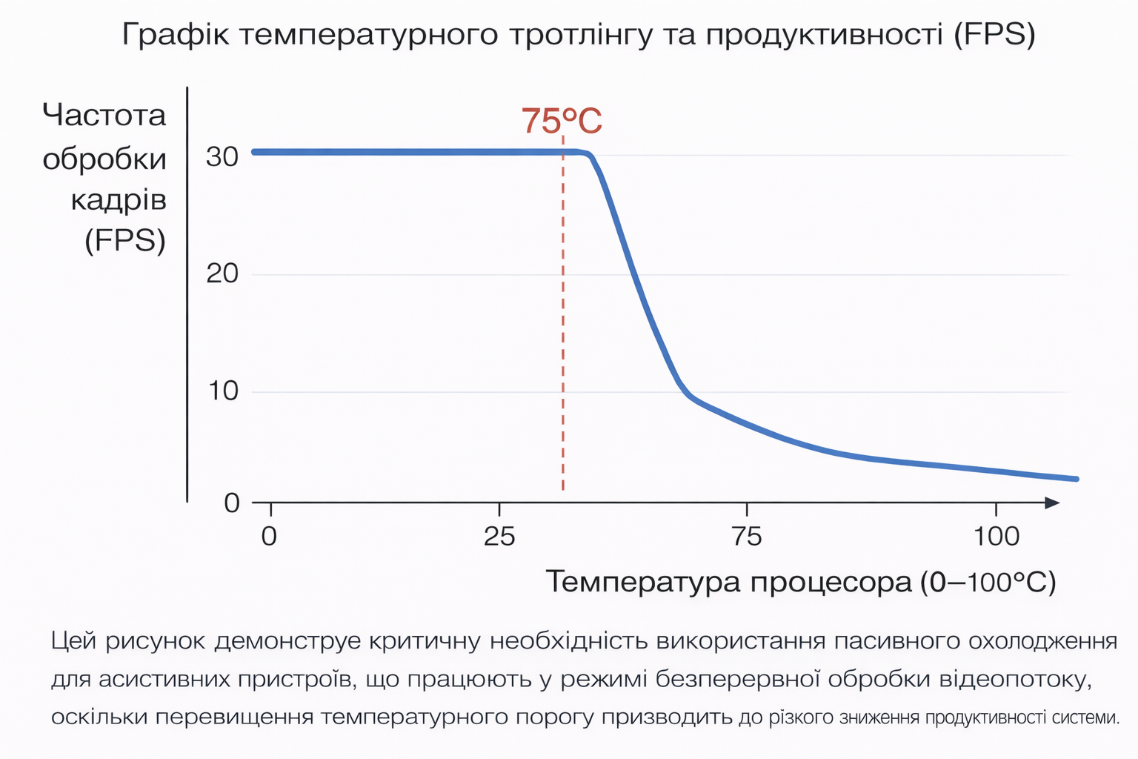 Графік температурного тротлінгу та продуктивності (FPS)
Частота
обробки
кадрів
(FPS)
75°C
30
20
10
0
0 25 75 100
Температура процесора (0–100°C)
Цей рисунок демонструє критичну необхідність використання пасивного охолодження
для асистивних пристроїв, що працюють у режимі безперервної обробки відеопотоку,
оскільки перевищення температурного порогу призводить до різкого зниження продуктивності системи.